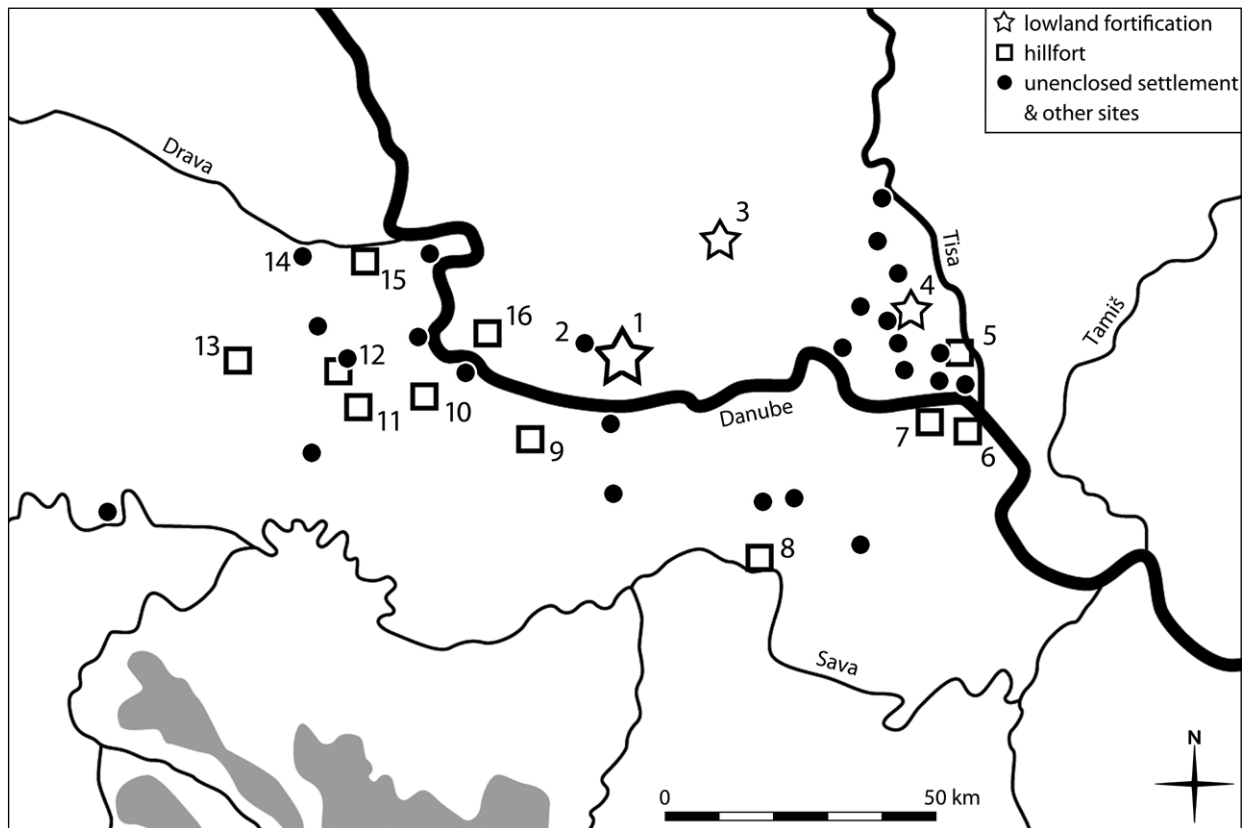 lowland fortification
hillfort
unenclosed settlement
& other sites
Drava
3
Tisa
14
15
4
Tamiš
16
2
1
5
13
12
11
10
Danube
7
6
9
8
Sava
N
0
50 km